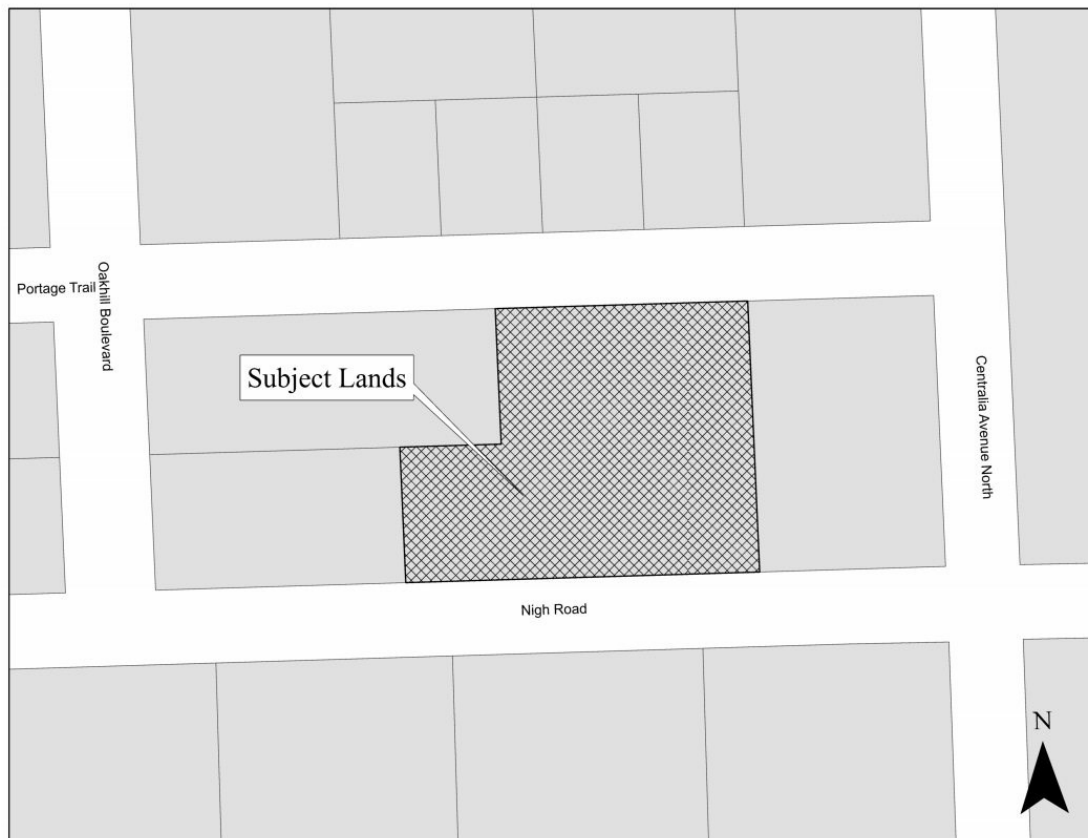 Portage Trail
Oakhill Boulevard
Subject Lands
Centralia Avenue North
Nigh Road
N